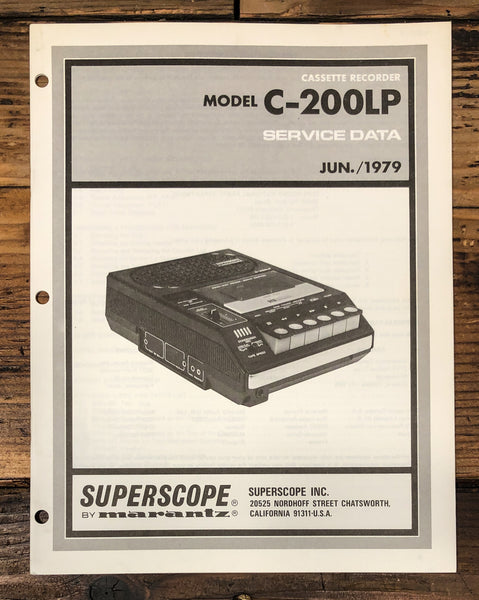 CASSETTE RECORDER
MODEL C-200LP
SERVICE DATA
JUN./1979
SUPERSCOPE®
BY marantz®
SUPERSCOPE INC.
20525 NORDHOFF STREET CHATSWORTH,
CALIFORNIA 91311-U.S.A.